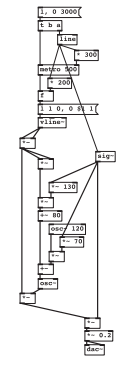 1, 0 3000
t b a
line
* 300
metro 500
* 200
f
1 1 0, 0 $1 1
vline~
*~
*~
sig~
*~ 130
*~
+~ 80
osc~ 120
*~ 70
*~
+~
osc~
*~
*~
*~ 0.2
dac~